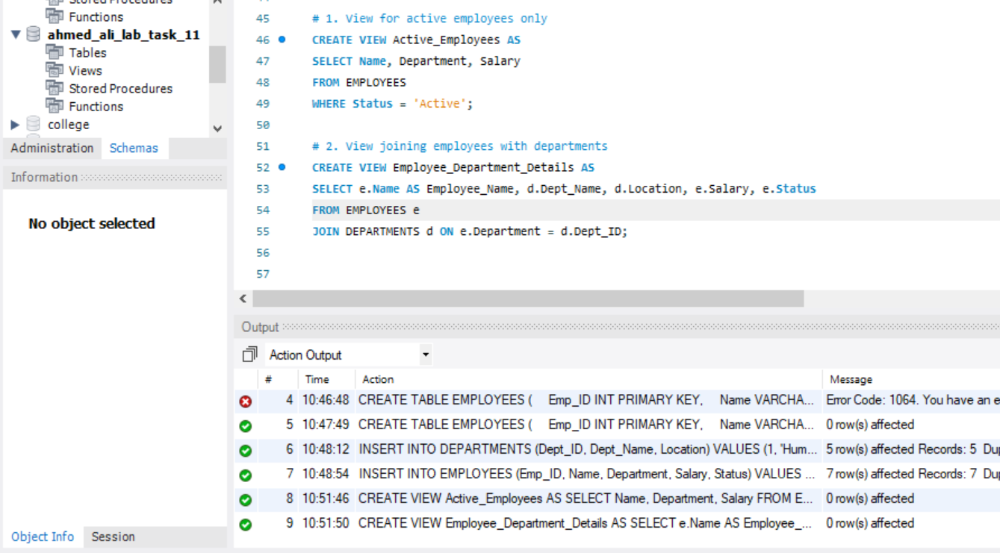 Stored Procedures
Functions
ahmed_ali_lab_task_11
Tables
Views
Stored Procedures
Functions
college
Administration Schemas
Information
No object selected
Object Info Session
45 # 1. View for active employees only
46 CREATE VIEW Active_Employees AS
47 SELECT Name, Department, Salary
48 FROM EMPLOYEES
49 WHERE Status = 'Active';
50
51 # 2. View joining employees with departments
52 CREATE VIEW Employee_Department_Details AS
53 SELECT e.Name AS Employee_Name, d.Dept_Name, d.Location, e.Salary, e.Status
54 FROM EMPLOYEES e
55 JOIN DEPARTMENTS d ON e.Department = d.Dept_ID;
56
57
Output
Action Output
# Time Action Message
4 10:46:48 CREATE TABLE EMPLOYEES ( Emp_ID INT PRIMARY KEY, Name VARCHA... Error Code: 1064. You have an e
5 10:47:49 CREATE TABLE EMPLOYEES ( Emp_ID INT PRIMARY KEY, Name VARCHA... 0 row(s) affected
6 10:48:12 INSERT INTO DEPARTMENTS (Dept_ID, Dept_Name, Location) VALUES (1, 'Hum... 5 row(s) affected Records: 5 Dup
7 10:48:54 INSERT INTO EMPLOYEES (Emp_ID, Name, Department, Salary, Status) VALUES ... 7 row(s) affected Records: 7 Dup
8 10:51:46 CREATE VIEW Active_Employees AS SELECT Name, Department, Salary FROM E... 0 row(s) affected
9 10:51:50 CREATE VIEW Employee_Department_Details AS SELECT e.Name AS Employee_... 0 row(s) affected